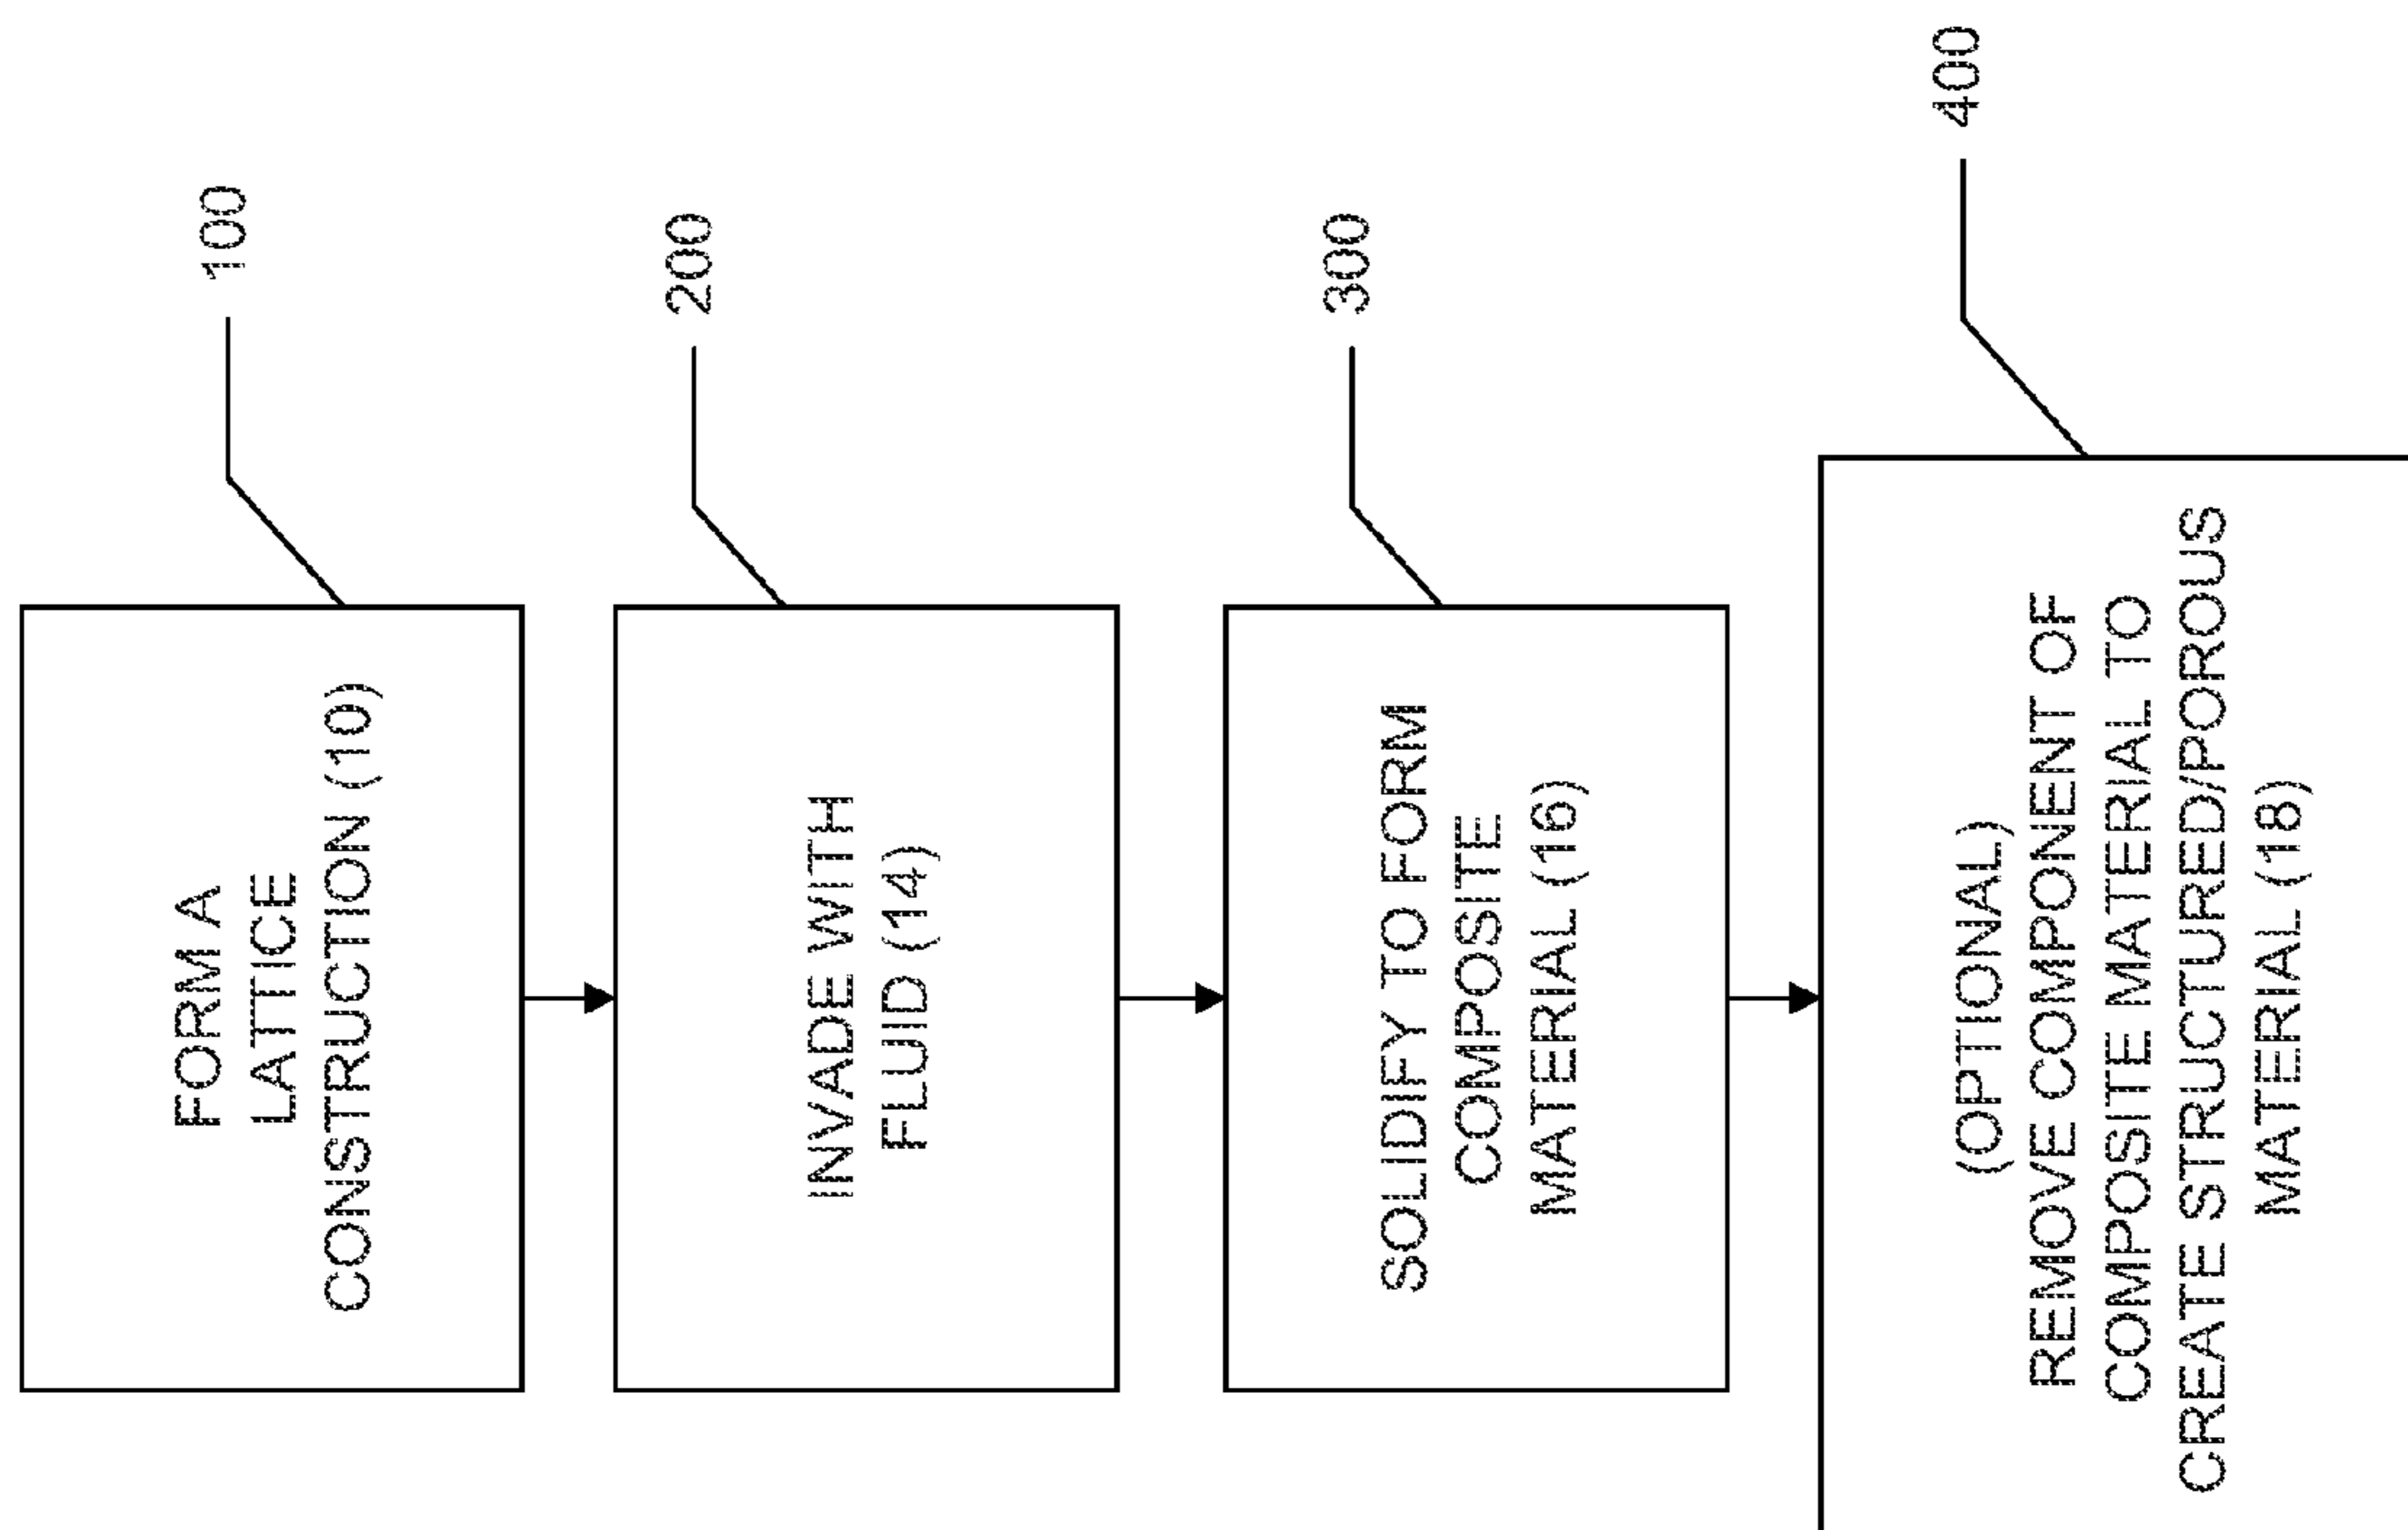 FORM A
LATTICE
CONSTRUCTION (10)
100
INVADE WITH
FLUID (14)
200
SOLIDIFY TO FORM
COMPOSITE
MATERIAL (16)
300
(OPTIONAL)
REMOVE COMPONENT OF
COMPOSITE MATERIAL TO
CREATE STRUCTURED/POROUS
MATERIAL (18)
400